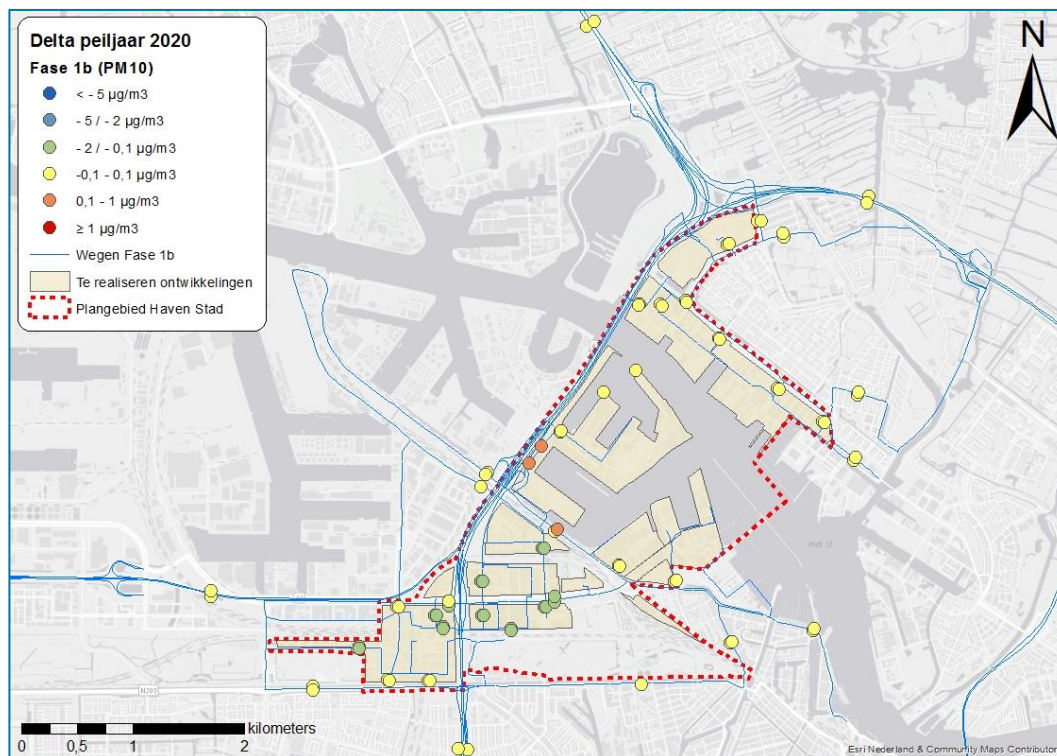 Delta peiljaar 2020
Fase 1b (PM10)
< - 5 µg/m3
- 5 / - 2 µg/m3
- 2 / - 0,1 µg/m3
-0,1 - 0,1 µg/m3
0,1 - 1 µg/m3
≥ 1 µg/m3
Wegen Fase 1b
Te realiseren ontwikkelingen
Plangebied Haven Stad
N
Het IJ
N200
kilometers
0 0,5 1 2
Esri Nederland & Community Maps Contributor